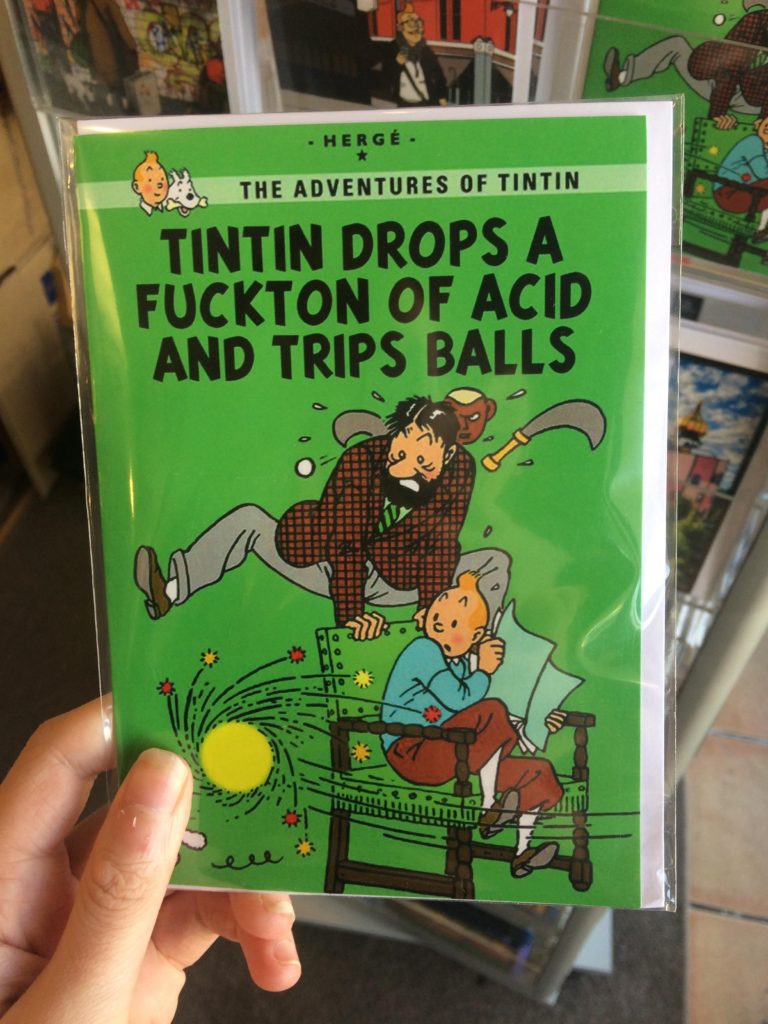 - HERGÉ -
THE ADVENTURES OF TINTIN
TINTIN DROPS A
FUCKTON OF ACID
AND TRIPS BALLS